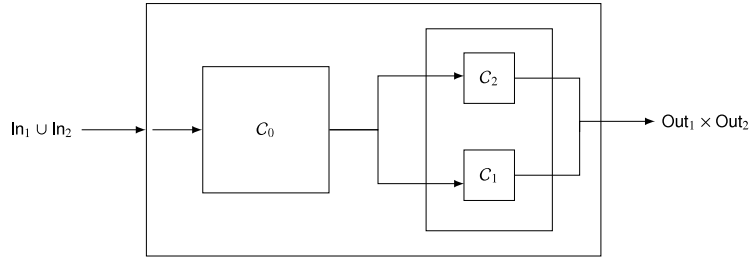 In₁ ∪ In₂
C₀
C₂
C₁
Out₁ × Out₂